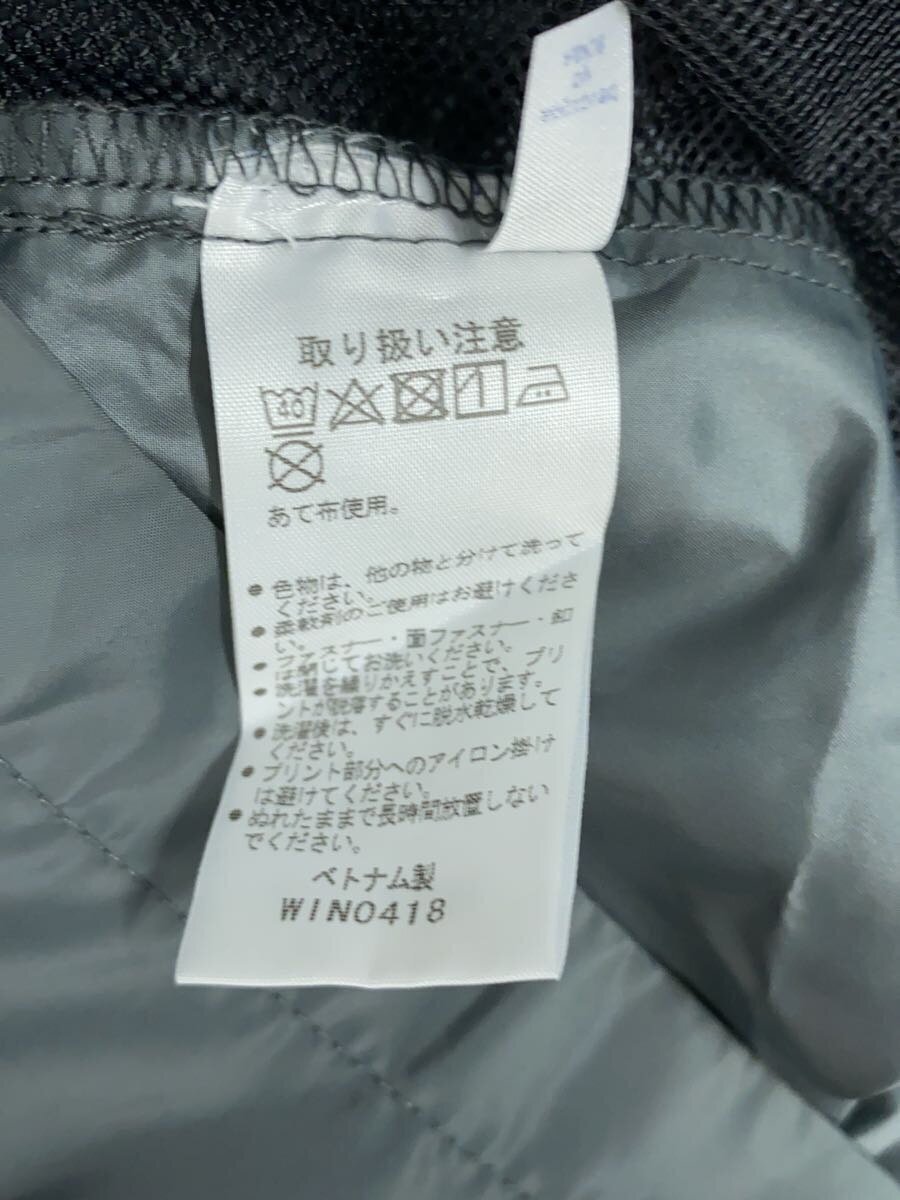 取り扱い注意
40
あて布使用。
● 色物は、他の物と分けて洗って
ください。
● 柔軟剤のご使用はお避けくださ
い。
● ファスナー・面ファスナー・釦
は閉じてお洗いください。
● 洗濯を繰りかえすことで、プリ
ントが脱落することがあります。
● 洗濯後は、すぐに脱水乾燥して
ください。
● プリント部分へのアイロン掛け
は避けてください。
● ぬれたままで長時間放置しない
でください。
ベトナム製
WIN0418